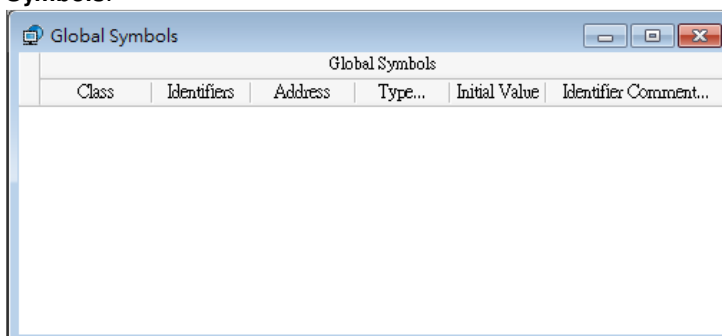 Symbols.
Global Symbols
Global Symbols
Class Identifiers Address Type... Initial Value Identifier Comment...